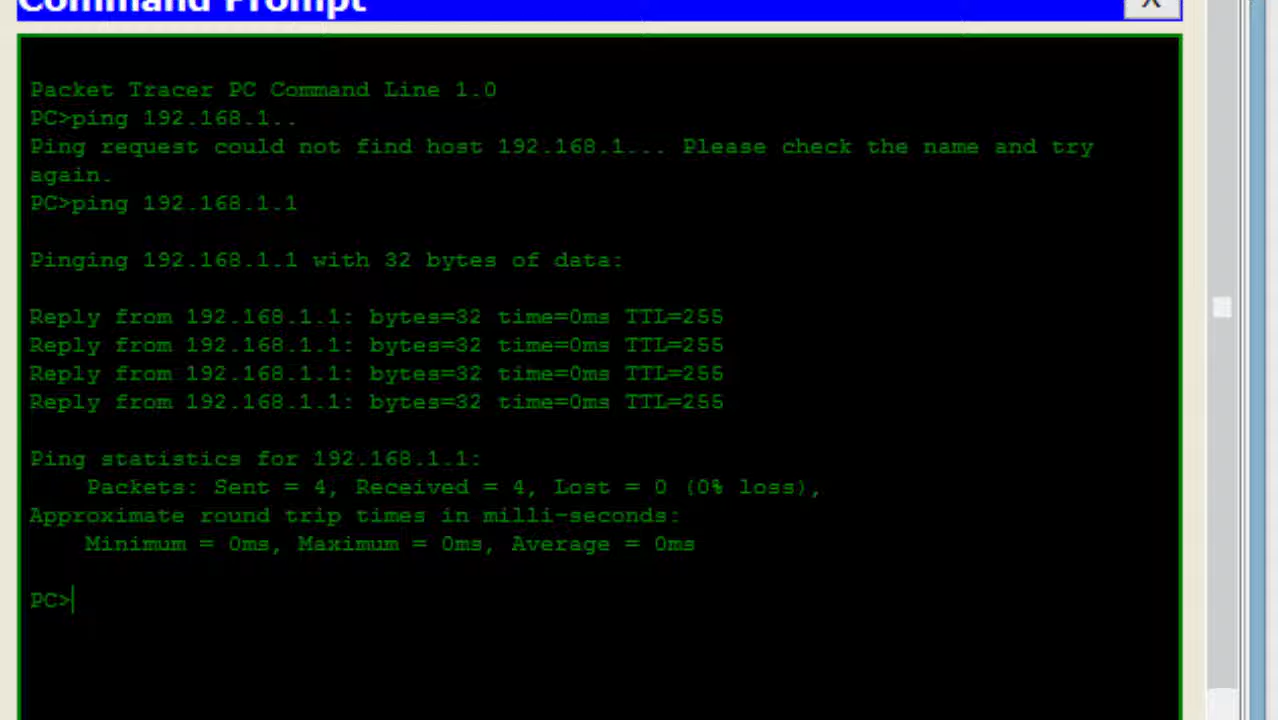 Command Prompt
X
Packet Tracer PC Command Line 1.0
PC>ping 192.168.1..
Ping request could not find host 192.168.1... Please check the name and try
again.
PC>ping 192.168.1.1
Pinging 192.168.1.1 with 32 bytes of data:
Reply from 192.168.1.1: bytes=32 time=0ms TTL=255
Reply from 192.168.1.1: bytes=32 time=0ms TTL=255
Reply from 192.168.1.1: bytes=32 time=0ms TTL=255
Reply from 192.168.1.1: bytes=32 time=0ms TTL=255
Ping statistics for 192.168.1.1:
Packets: Sent = 4, Received = 4, Lost = 0 (0% loss),
Approximate round trip times in milli-seconds:
Minimum = 0ms, Maximum = 0ms, Average = 0ms
PC>